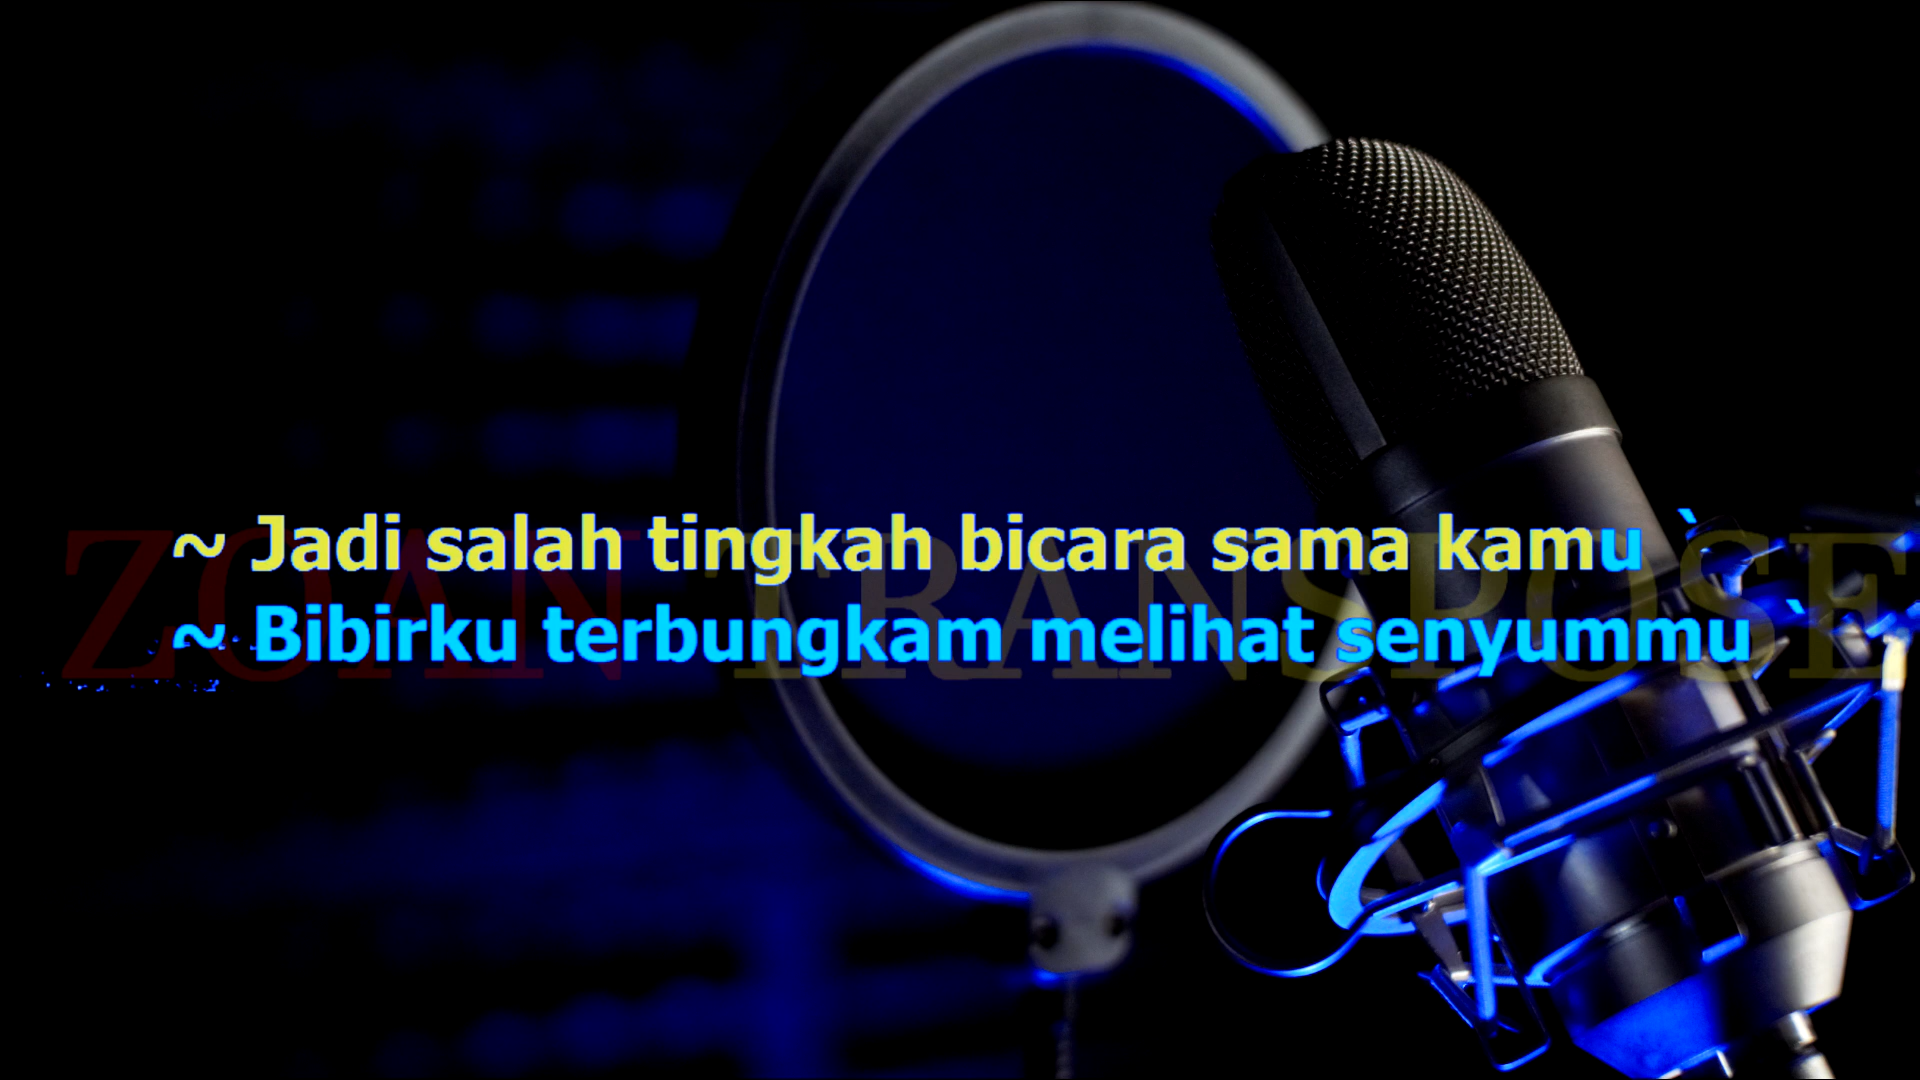 ~ Jadi salah tingkah bicara sama kamu
~ Bibirku terbungkam melihat senyummu
ZOAN TRANSPOSE